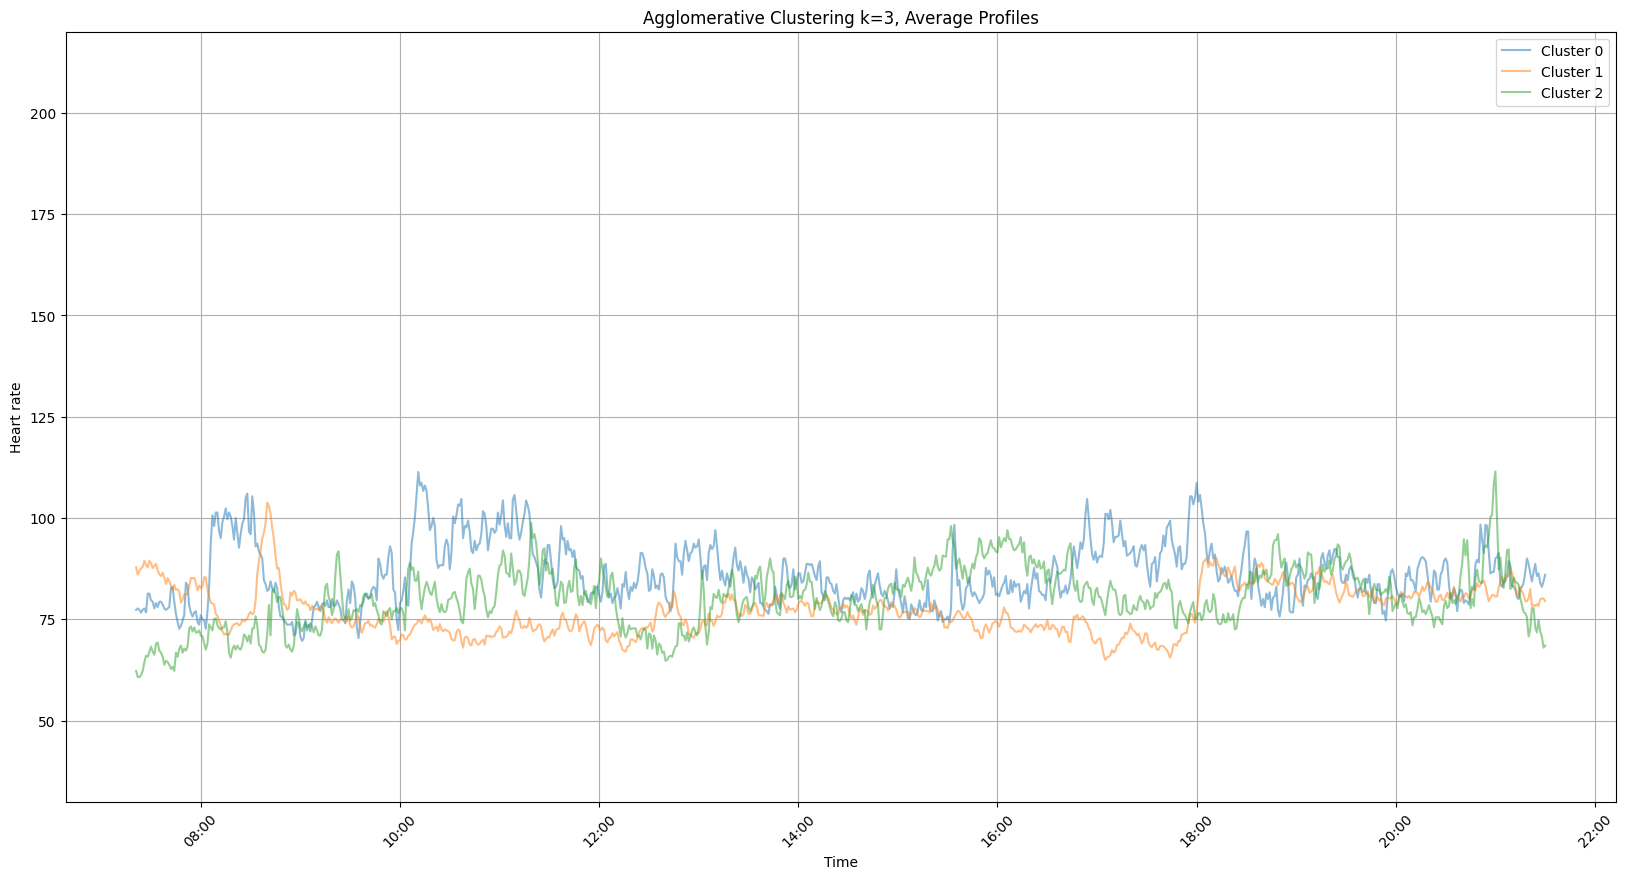 Agglomerative Clustering k=3, Average Profiles
Cluster 0
Cluster 1
Cluster 2
Heart rate
200
175
150
125
100
75
50
08:00
10:00
12:00
14:00
16:00
18:00
20:00
22:00
Time